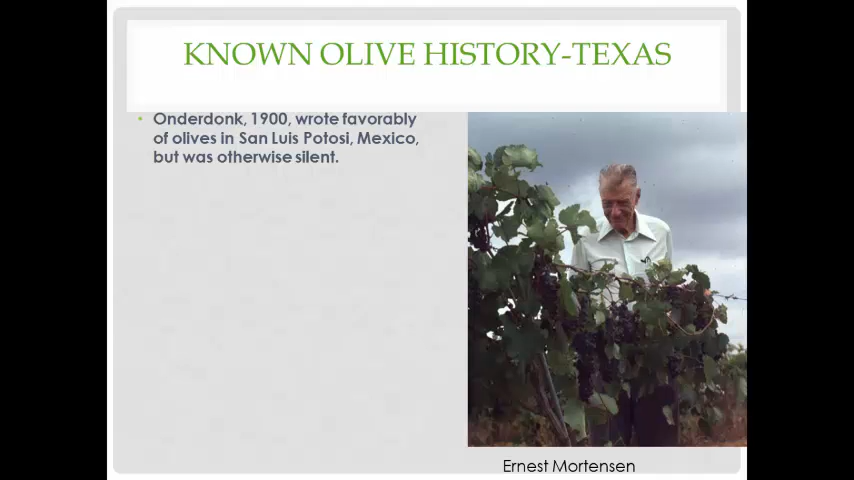 KNOWN OLIVE HISTORY-TEXAS
• Onderdonk, 1900, wrote favorably
of olives in San Luis Potosi, Mexico,
but was otherwise silent.
Ernest Mortensen